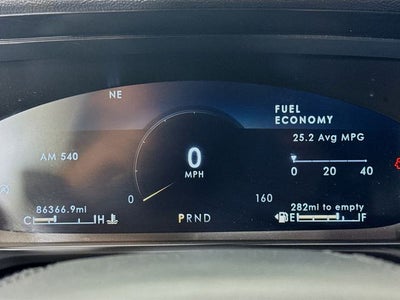 NE
FUEL
ECONOMY
25.2 Avg MPG
AM 540
0
MPH
0 20 40
0 160
86366.9mi
282mi to empty
C H
PRND
E F